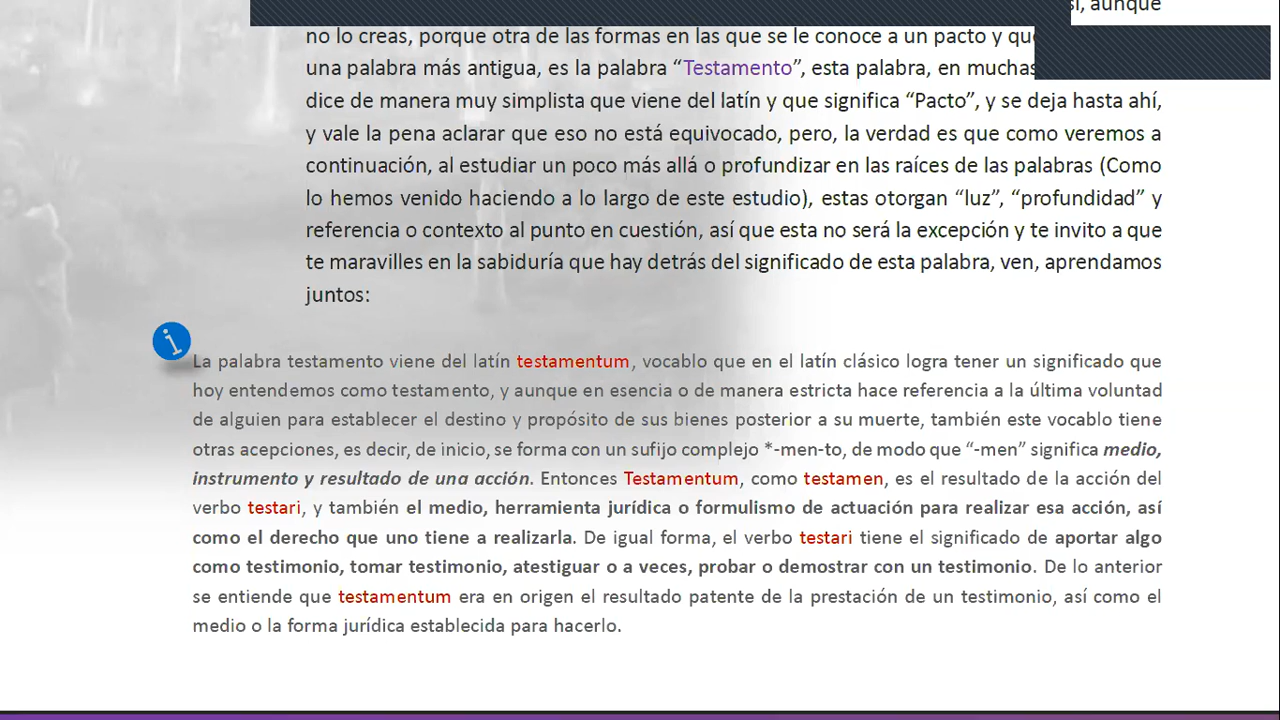 sí, aunque
no lo creas, porque otra de las formas en las que se le conoce a un pacto y
una palabra más antigua, es la palabra “Testamento”, esta palabra, en muchas
dice de manera muy simplista que viene del latín y que significa “Pacto”, y se deja hasta ahí,
y vale la pena aclarar que eso no está equivocado, pero, la verdad es que como veremos a
continuación, al estudiar un poco más allá o profundizar en las raíces de las palabras (Como
lo hemos venido haciendo a lo largo de este estudio), estas otorgan “luz”, “profundidad” y
referencia o contexto al punto en cuestión, así que esta no será la excepción y te invito a que
te maravilles en la sabiduría que hay detrás del significado de esta palabra, ven, aprendamos
juntos:
La palabra testamento viene del latín testamentum, vocablo que en el latín clásico logra tener un significado que
hoy entendemos como testamento, y aunque en esencia o de manera estricta hace referencia a la última voluntad
de alguien para establecer el destino y propósito de sus bienes posterior a su muerte, también este vocablo tiene
otras acepciones, es decir, de inicio, se forma con un sufijo complejo *-men-to, de modo que “-men” significa medio,
instrumento y resultado de una acción. Entonces Testamentum, como testamen, es el resultado de la acción del
verbo testari, y también el medio, herramienta jurídica o formulismo de actuación para realizar esa acción, así
como el derecho que uno tiene a realizarla. De igual forma, el verbo testari tiene el significado de aportar algo
como testimonio, tomar testimonio, atestiguar o a veces, probar o demostrar con un testimonio. De lo anterior
se entiende que testamentum era en origen el resultado patente de la prestación de un testimonio, así como el
medio o la forma jurídica establecida para hacerlo.